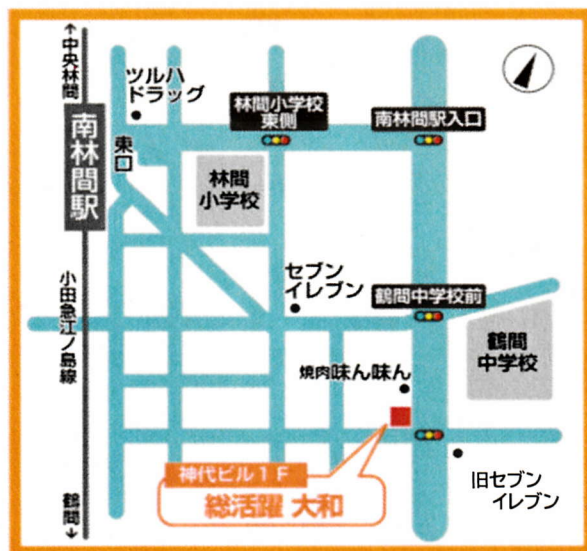 ↑中央林間
ツルハ
ドラッグ
林間小学校
東側
南林間駅入口
南林間駅
東口
林間
小学校
小田急江ノ島線
セブン
イレブン
鶴間中学校前
鶴間
中学校
焼肉味ん味ん
神代ビル1F
総活躍 大和
旧セブン
イレブン
鶴間↓